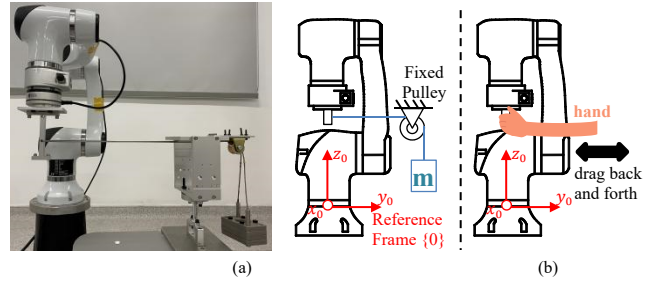 Fixed
Pulley
m
z₀
y₀
x₀
Reference
Frame {0}
hand
drag back
and forth
z₀
y₀
x₀
(a)
(b)